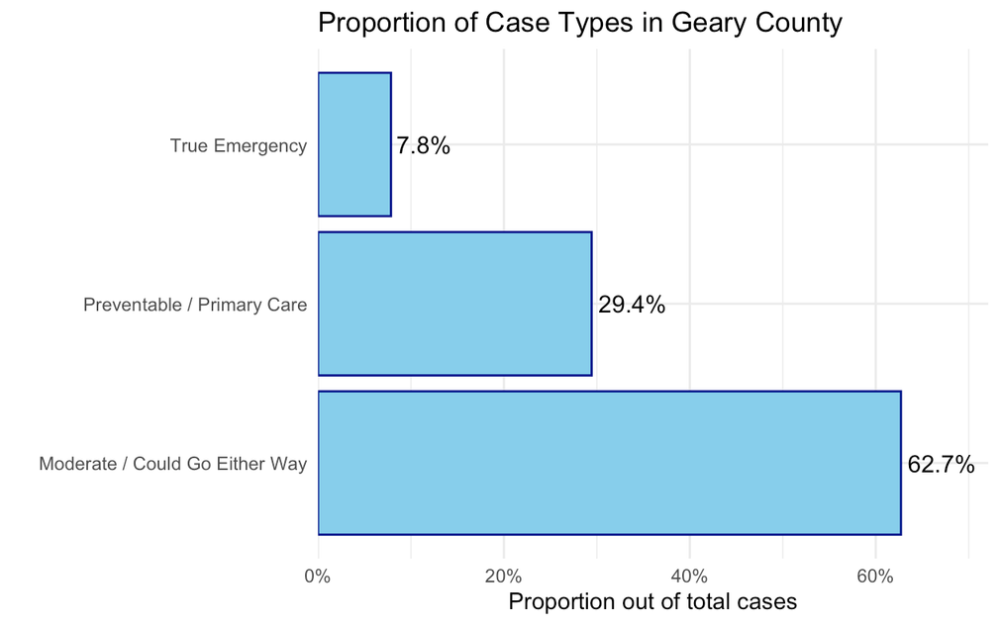 Proportion of Case Types in Geary County
True Emergency
7.8%
Preventable / Primary Care
29.4%
Moderate / Could Go Either Way
62.7%
0%
20%
40%
60%
Proportion out of total cases